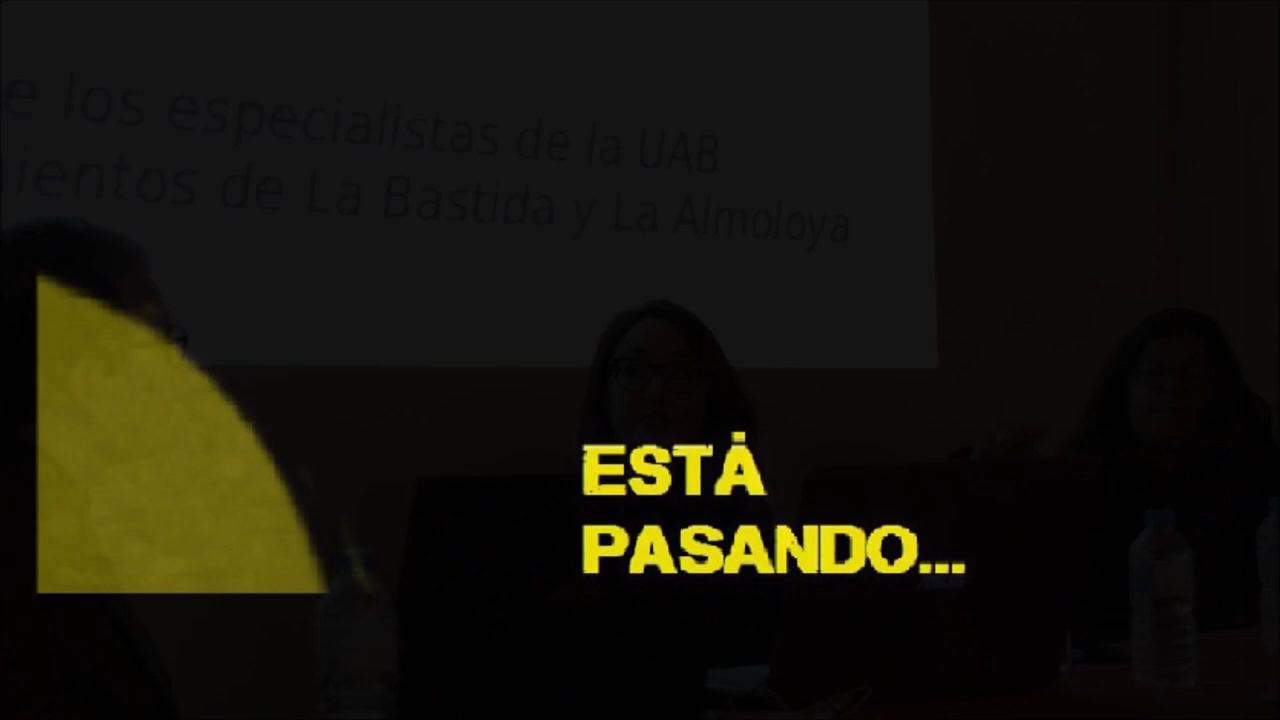 e los especialistas de la UAB
ientos de La Bastida y La Almoloya
ESTÁ
PASANDO...